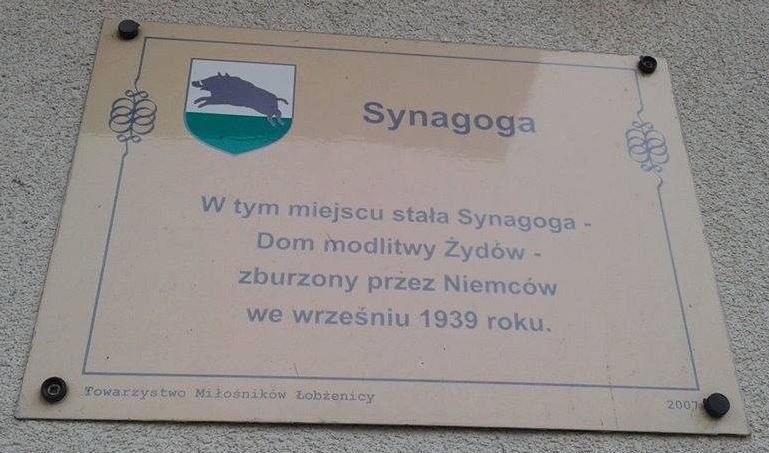 Synagoga
W tym miejscu stała Synagoga -
Dom modlitwy Żydów -
zburzony przez Niemców
we wrześniu 1939 roku.
Towarzystwo Miłośników Łobżenicy
2007